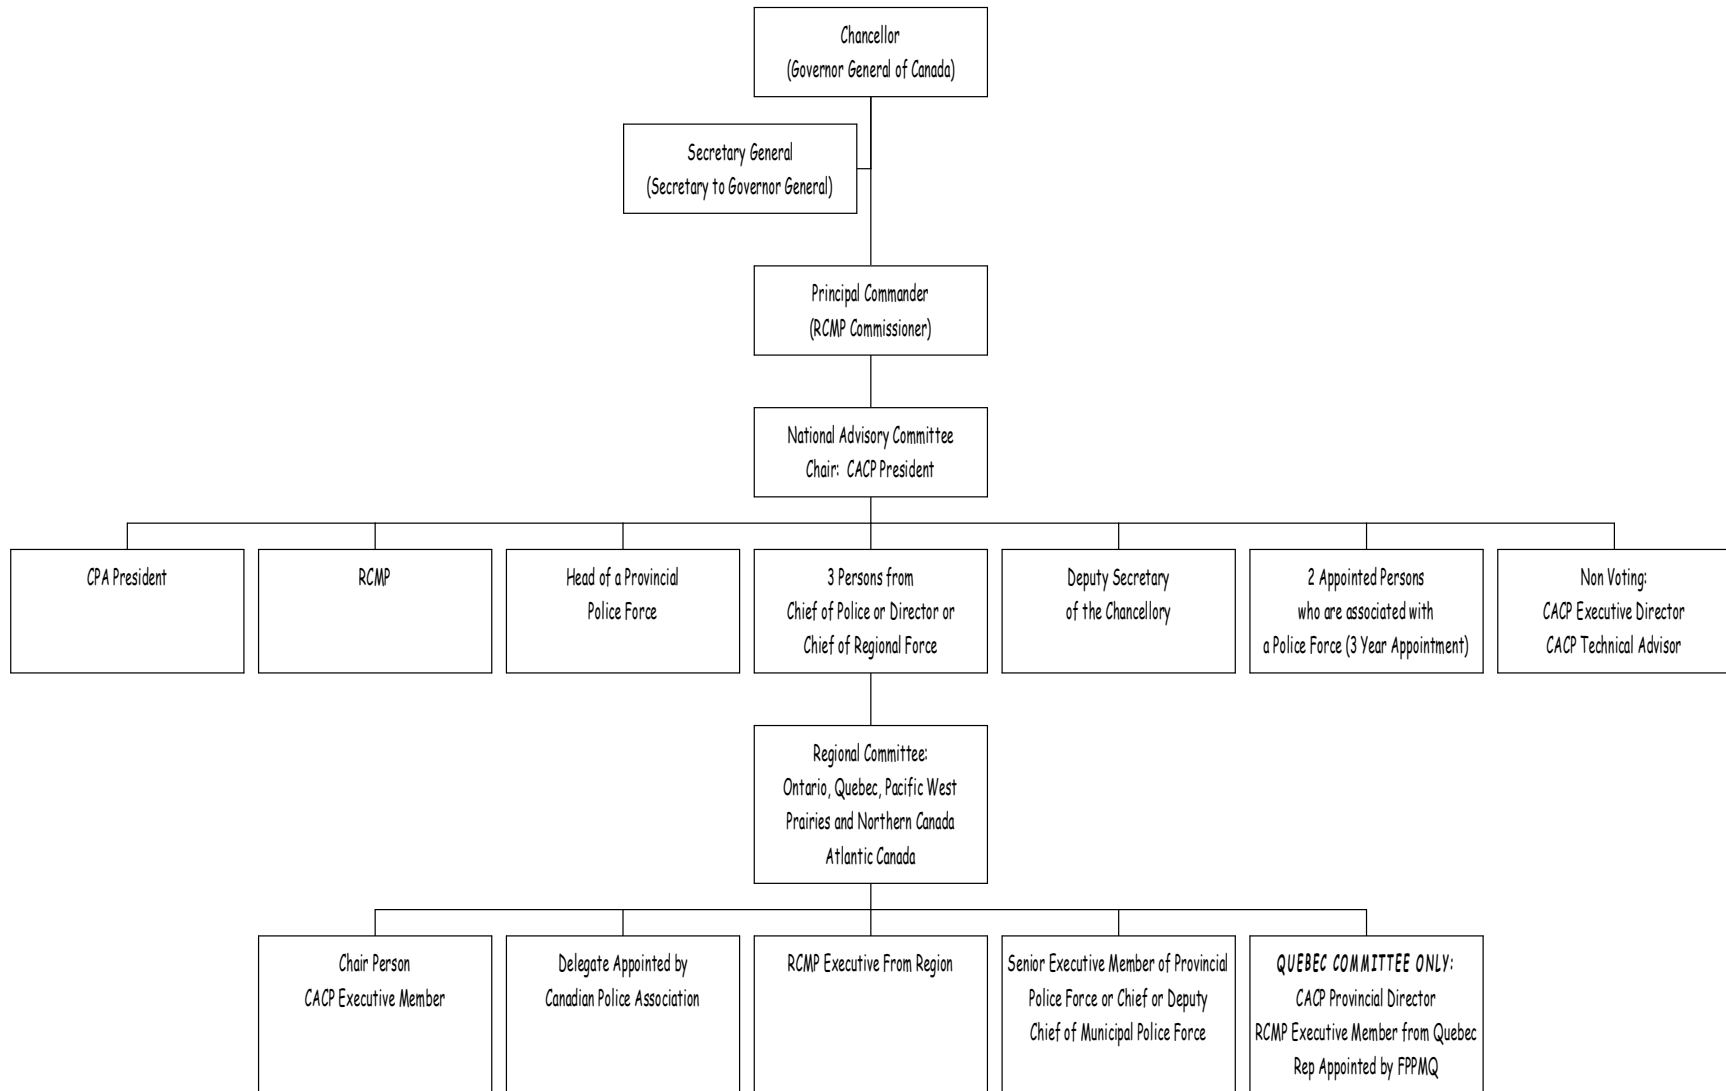 Chancellor
(Governor General of Canada)
Secretary General
(Secretary to Governor General)
Principal Commander
(RCMP Commissioner)
National Advisory Committee
Chair: CACP President
CPA President
RCMP
Head of a Provincial
Police Force
3 Persons from
Chief of Police or Director or
Chief of Regional Force
Deputy Secretary
of the Chancellory
2 Appointed Persons
who are associated with
a Police Force (3 Year Appointment)
Non Voting:
CACP Executive Director
CACP Technical Advisor
Regional Committee:
Ontario, Quebec, Pacific West
Prairies and Northern Canada
Atlantic Canada
Chair Person
CACP Executive Member
Delegate Appointed by
Canadian Police Association
RCMP Executive From Region
Senior Executive Member of Provincial
Police Force or Chief or Deputy
Chief of Municipal Police Force
QUEBEC COMMITTEE ONLY:
CACP Provincial Director
RCMP Executive Member from Quebec
Rep Appointed by FPPMQ